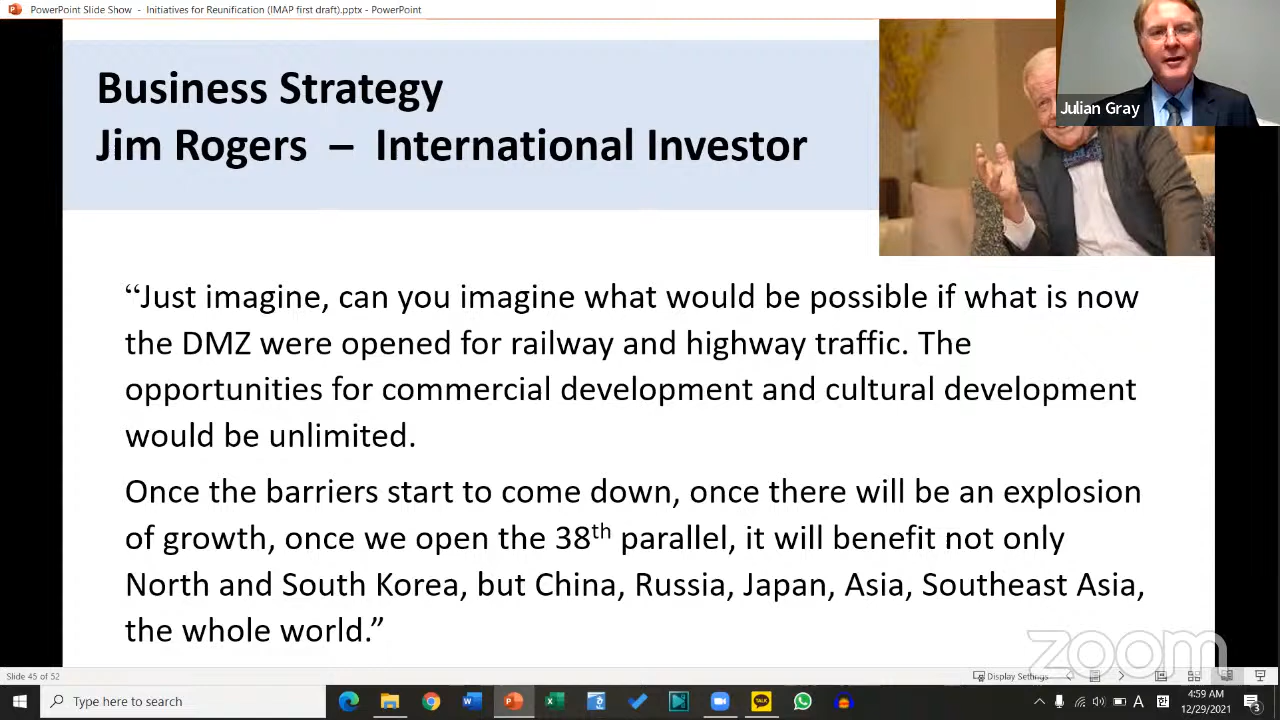 PowerPoint Slide Show - Initiatives for Reunification (IMAP first draft).pptx - PowerPoint
Business Strategy
Jim Rogers – International Investor
Julian Gray
“Just imagine, can you imagine what would be possible if what is now
the DMZ were opened for railway and highway traffic. The
opportunities for commercial development and cultural development
would be unlimited.
Once the barriers start to come down, once there will be an explosion
of growth, once we open the 38th parallel, it will benefit not only
North and South Korea, but China, Russia, Japan, Asia, Southeast Asia,
the whole world.”
zoom
Slide 45 of 52
Display Settings
Type here to search
TALK
A
한
4:59 AM
12/29/2021
3